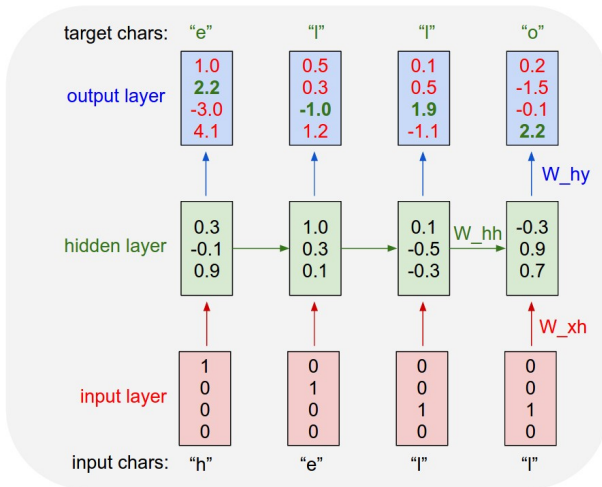 target chars: “e” “l” “l” “o”
output layer
1.0 0.5 0.1 0.2
2.2 0.3 0.5 -1.5
-3.0 -1.0 1.9 -0.1
4.1 1.2 -1.1 2.2
W_hy
hidden layer
0.3 1.0 0.1 -0.3
-0.1 0.3 -0.5 0.9
0.9 0.1 -0.3 0.7
W_hh
W_xh
input layer
1 0 0 0
0 1 0 0
0 0 1 1
0 0 0 0
input chars: “h” “e” “l” “l”